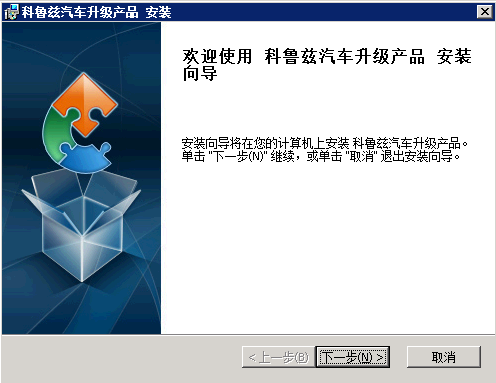 科鲁兹汽车升级产品 安装
欢迎使用 科鲁兹汽车升级产品 安装
向导
安装向导将在您的计算机上安装 科鲁兹汽车升级产品。
单击 "下一步(N)" 继续，或单击 "取消" 退出安装向导。
< 上一步(B) 下一步(N) > 取消